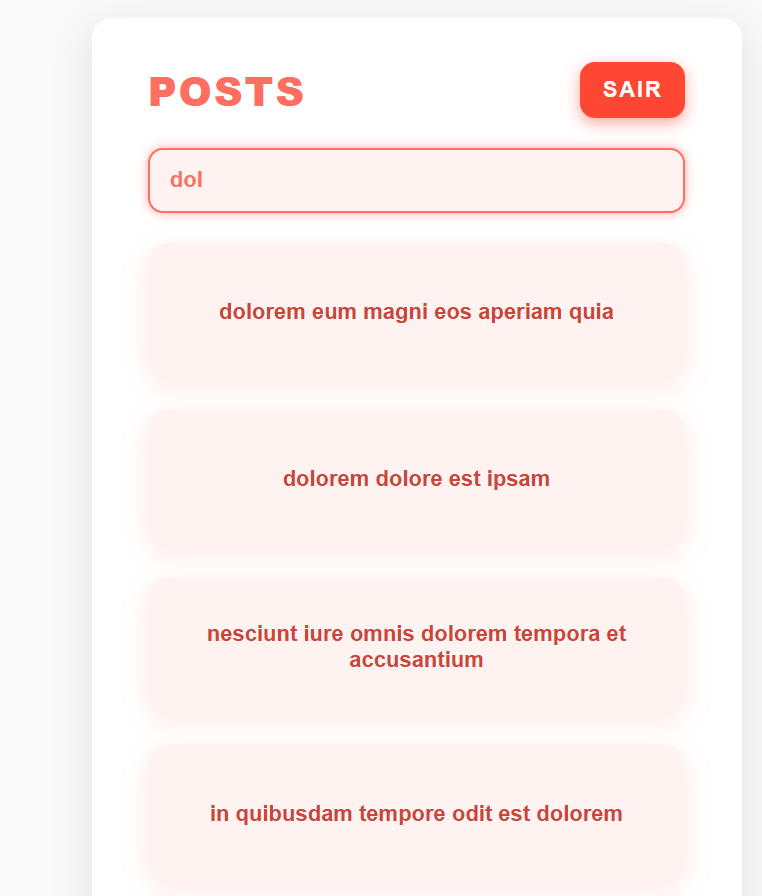 POSTS
SAIR
dol
dolorem eum magni eos aperiam quia
dolorem dolore est ipsam
nesciunt iure omnis dolorem tempora et
accusantium
in quibusdam tempore odit est dolorem